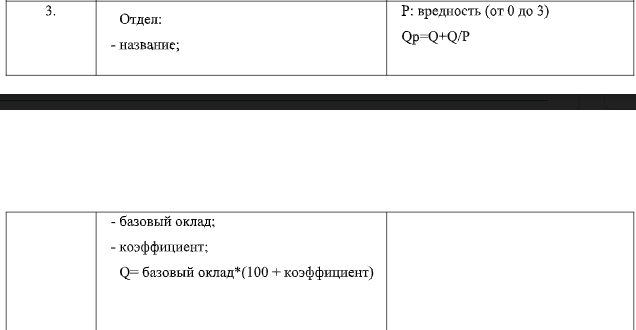 3.
Отдел:
- название;
P: вредность (от 0 до 3)
Qp=Q+Q/P
- базовый оклад;
- коэффициент;
Q= базовый оклад*(100 + коэффициент)